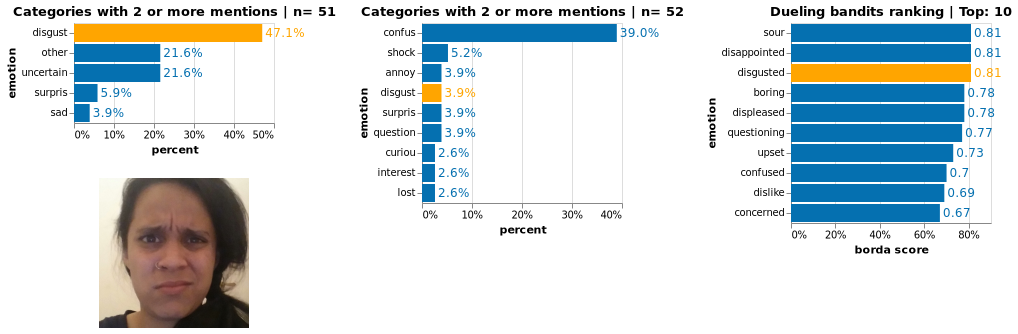 Categories with 2 or more mentions | n= 51
emotion
disgust 47.1%
other 21.6%
uncertain 21.6%
surpris 5.9%
sad 3.9%
0% 10% 20% 30% 40% 50%
percent
Categories with 2 or more mentions | n= 52
emotion
confus 39.0%
shock 5.2%
annoy 3.9%
disgust 3.9%
surpris 3.9%
question 3.9%
curiou 2.6%
interest 2.6%
lost 2.6%
0% 10% 20% 30% 40%
percent
Dueling bandits ranking | Top: 10
emotion
sour 0.81
disappointed 0.81
disgusted 0.81
boring 0.78
displeased 0.78
questioning 0.77
upset 0.73
confused 0.7
dislike 0.69
concerned 0.67
0% 20% 40% 60% 80%
borda score